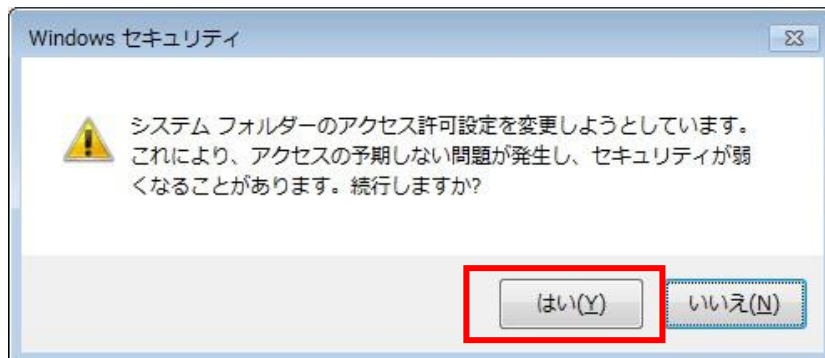 Windows セキュリティ
システム フォルダーのアクセス許可設定を変更しようとしています。
これにより、アクセスの予期しない問題が発生し、セキュリティが弱
くなることがあります。続行しますか?
はい(Y) いいえ(N)